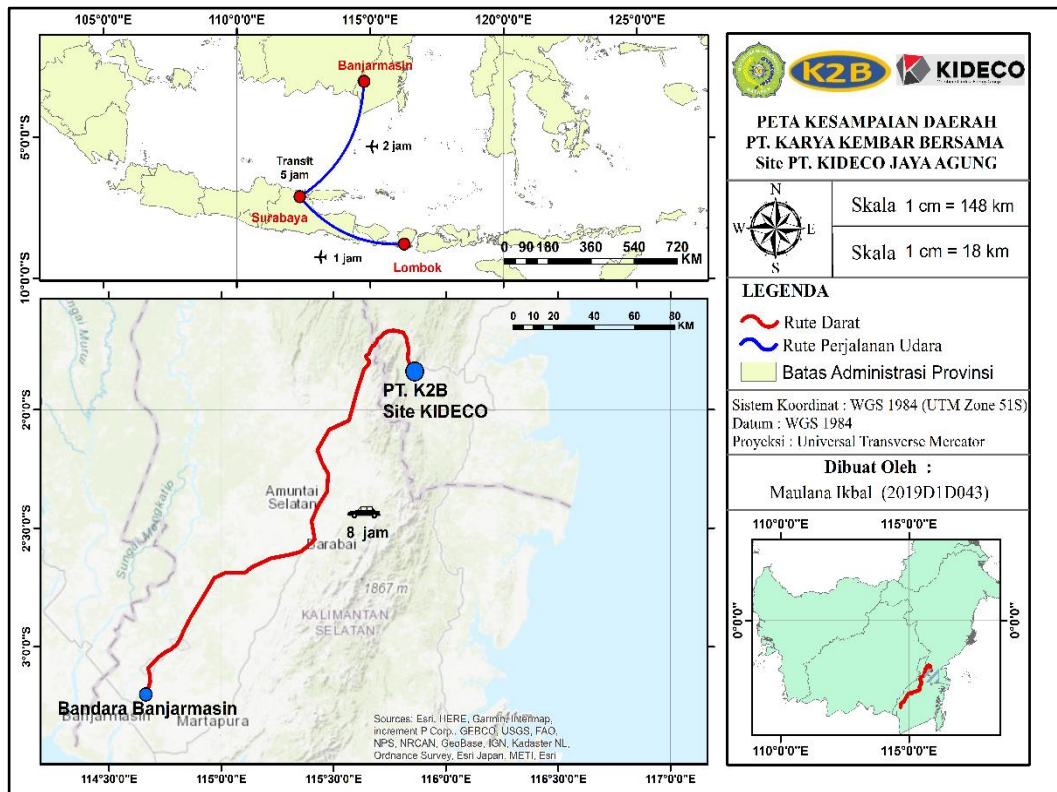 105°0'0"E 110°0'0"E 115°0'0"E 120°0'0"E 125°0'0"E
5°0'0"S
10°0'0"S
Banjarmasin
2 jam
Transit
5 jam
Surabaya
1 jam
Lombok
0 90 180 360 540 720
KM
0 10 20 40 60 80
KM
PT. K2B
Site KIDECO
2°0'0"S
2°30'0"S
3°0'0"S
Amuntai
Selatan
8 jam
Barabai
1867 m
KALIMANTAN
SELATAN
Bandara Banjarmasin
Banjarmasin
Martapura
Sources: Esri, HERE, Garmin, Intermap,
increment P Corp., GEBCO, USGS, FAO,
NPS, NRCAN, GeoBase, IGN, Kadaster NL,
Ordnance Survey, Esri Japan, METI, Esri
114°30'0"E 115°0'0"E 115°30'0"E 116°0'0"E 116°30'0"E 117°0'0"E
K2B
KIDECO
PETA KESAMPAIAN DAERAH
PT. KARYA KEMBAR BERSAMA
Site PT. KIDECO JAYA AGUNG
N
W E
S
Skala 1 cm = 148 km
Skala 1 cm = 18 km
LEGENDA
Rute Darat
Rute Perjalanan Udara
Batas Administrasi Provinsi
Sistem Koordinat : WGS 1984 (UTM Zone 51S)
Datum : WGS 1984
Proyeksi : Universal Transverse Mercator
Dibuat Oleh :
Maulana Ikbal (2019D1D043)
110°0'0"E 115°0'0"E
0°0'0" 0°0'0"
110°0'0"E 115°0'0"E